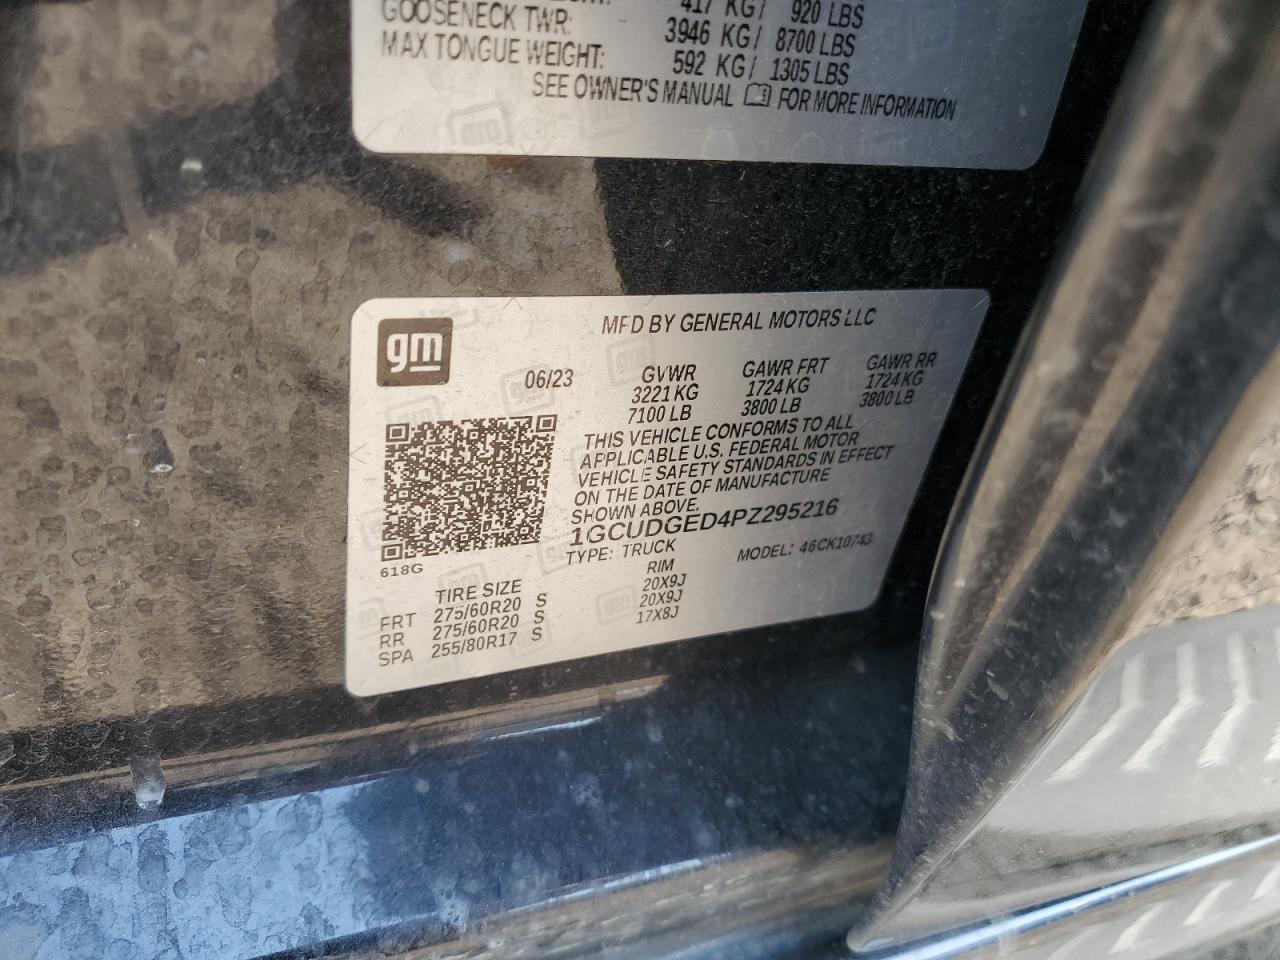 417 KG/ 920 LBS
GOOSENECK TWR: 3946 KG/ 8700 LBS
MAX TONGUE WEIGHT: 592 KG/ 1305 LBS
SEE OWNER'S MANUAL FOR MORE INFORMATION
gm
MFD BY GENERAL MOTORS LLC
06/23 GVWR GAWR FRT GAWR RR
3221 KG 1724 KG 1724 KG
7100 LB 3800 LB 3800 LB
THIS VEHICLE CONFORMS TO ALL
APPLICABLE U.S. FEDERAL MOTOR
VEHICLE SAFETY STANDARDS IN EFFECT
ON THE DATE OF MANUFACTURE
SHOWN ABOVE.
1GCUDGED4PZ295216
TYPE: TRUCK MODEL: 46CK10743
618G
TIRE SIZE RIM
FRT 275/60R20 S 20X9J
RR 275/60R20 S 20X9J
SPA 255/80R17 S 17X8J